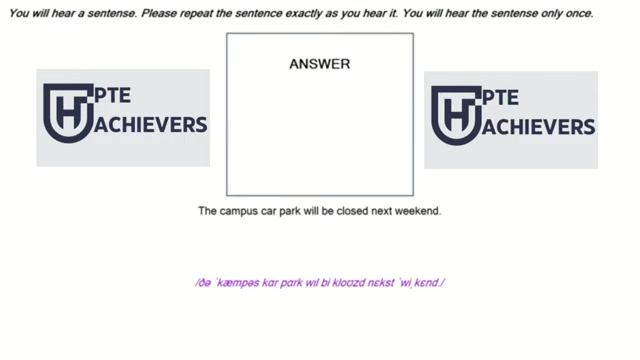 You will hear a sentence. Please repeat the sentence exactly as you hear it. You will hear the sentence only once.
ANSWER
PTE
ACHIEVERS
PTE
ACHIEVERS
The campus car park will be closed next weekend.
/ðə ˈkæmpəs kɑr pɑrk wɪl bi kloʊzd nɛkst ˈwiˌkɛnd./